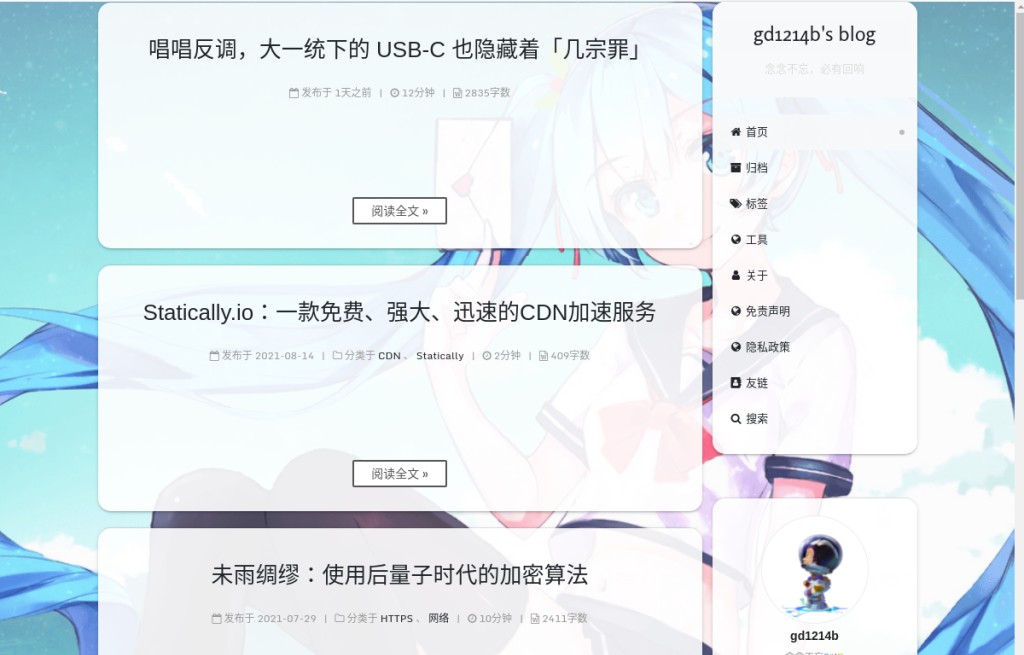 唱唱反调，大一统下的 USB-C 也隐藏着「几宗罪」
发布于 1天之前 | 12分钟 | 2835字数
阅读全文 »
Statically.io：一款免费、强大、迅速的CDN加速服务
发布于 2021-08-14 | 分类于 CDN 、 Statically | 2分钟 | 409字数
阅读全文 »
未雨绸缪：使用后量子时代的加密算法
发布于 2021-07-29 | 分类于 HTTPS 、 网络 | 10分钟 | 2411字数
gd1214b's blog
念念不忘，必有回响
首页
归档
标签
工具
关于
免责声明
隐私政策
友链
搜索
gd1214b